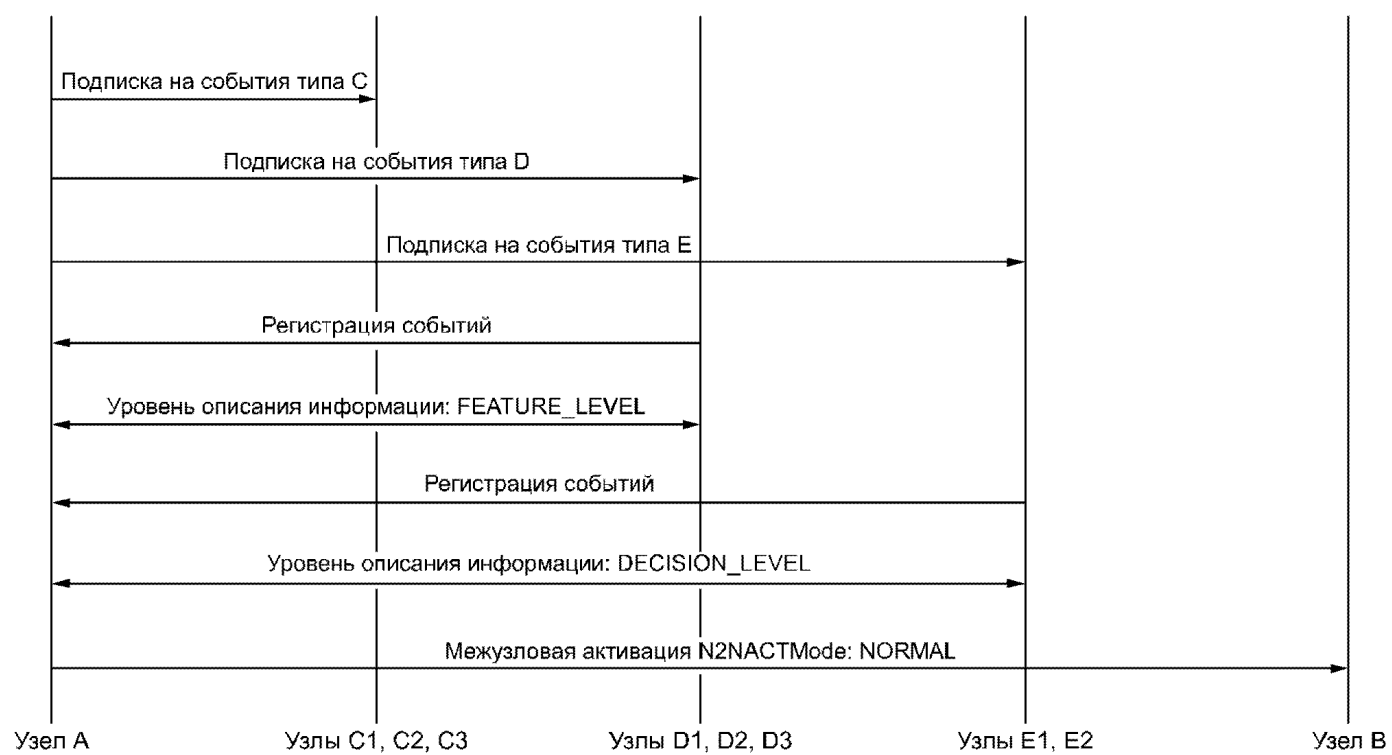 Подписка на события типа C
Подписка на события типа D
Подписка на события типа E
Регистрация событий
Уровень описания информации: FEATURE_LEVEL
Регистрация событий
Уровень описания информации: DECISION_LEVEL
Межузловая активация N2NACTMode: NORMAL
Узел A
Узлы C1, C2, C3
Узлы D1, D2, D3
Узлы E1, E2
Узел B